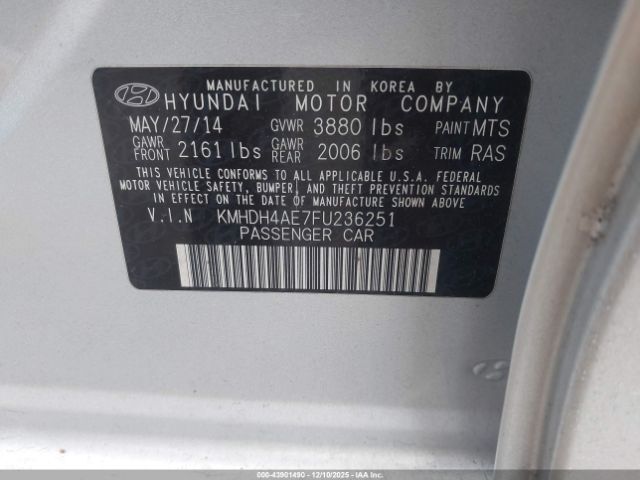 MANUFACTURED IN KOREA BY
HYUNDAI MOTOR COMPANY
MAY/27/14 GVWR 3880 lbs PAINT MTS
GAWR FRONT 2161 lbs GAWR REAR 2006 lbs TRIM RAS
THIS VEHICLE CONFORMS TO ALL APPLICABLE U.S.A. FEDERAL
MOTOR VEHICLE SAFETY, BUMPER, AND THEFT PREVENTION STANDARDS
IN EFFECT ON THE DATE OF MANUFACTURE SHOWN ABOVE.
V.I.N KMHDH4AE7FU236251
PASSENGER CAR
000-43901490 - 12/10/2025 - IAAI.COM